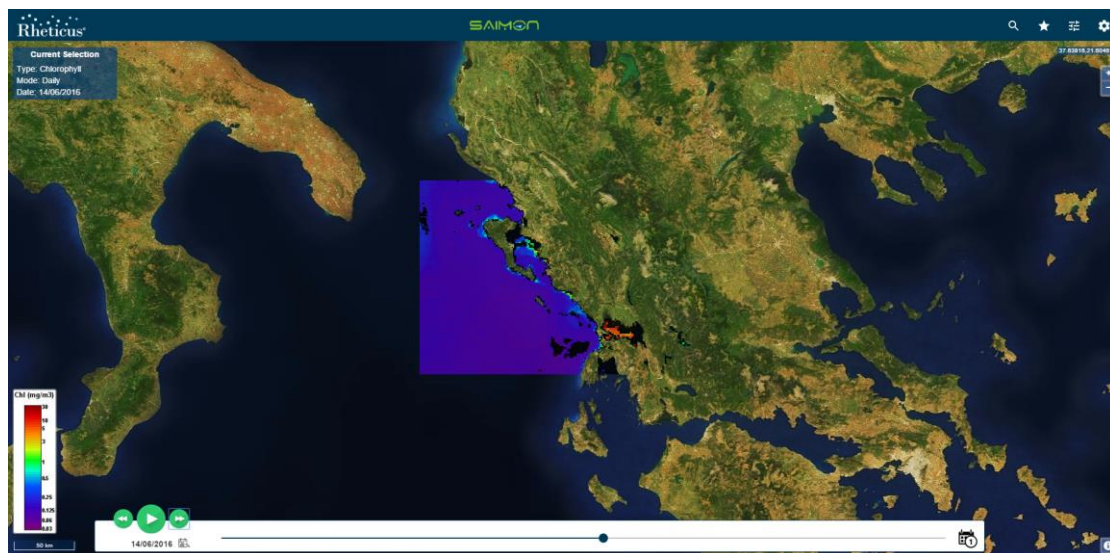 Rheticus
SAIMON
Current Selection
Type: Chlorophyll
Mode: Daily
Date: 14/06/2016
Chl (mg/m3)
30
10
5
3
1
0.5
0.25
0.125
0.06
0.03
50 km
14/06/2016
1